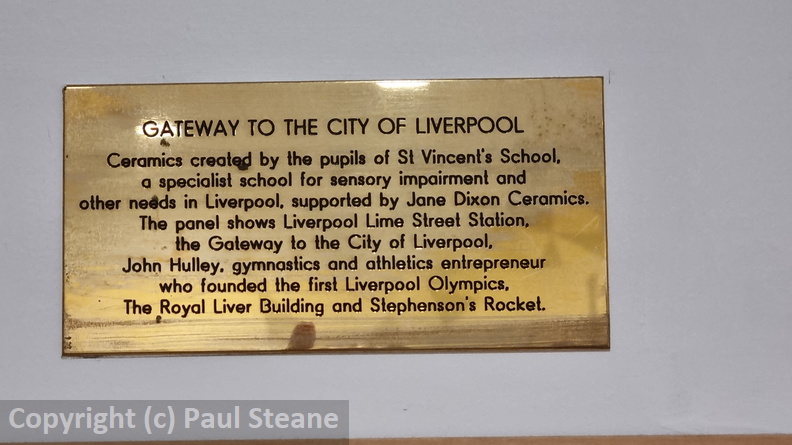 GATEWAY TO THE CITY OF LIVERPOOL
Ceramics created by the pupils of St Vincent's School,
a specialist school for sensory impairment and
other needs in Liverpool, supported by Jane Dixon Ceramics.
The panel shows Liverpool Lime Street Station,
the Gateway to the City of Liverpool,
John Hulley, gymnastics and athletics entrepreneur
who founded the first Liverpool Olympics,
The Royal Liver Building and Stephenson's Rocket.
Copyright (c) Paul Steane